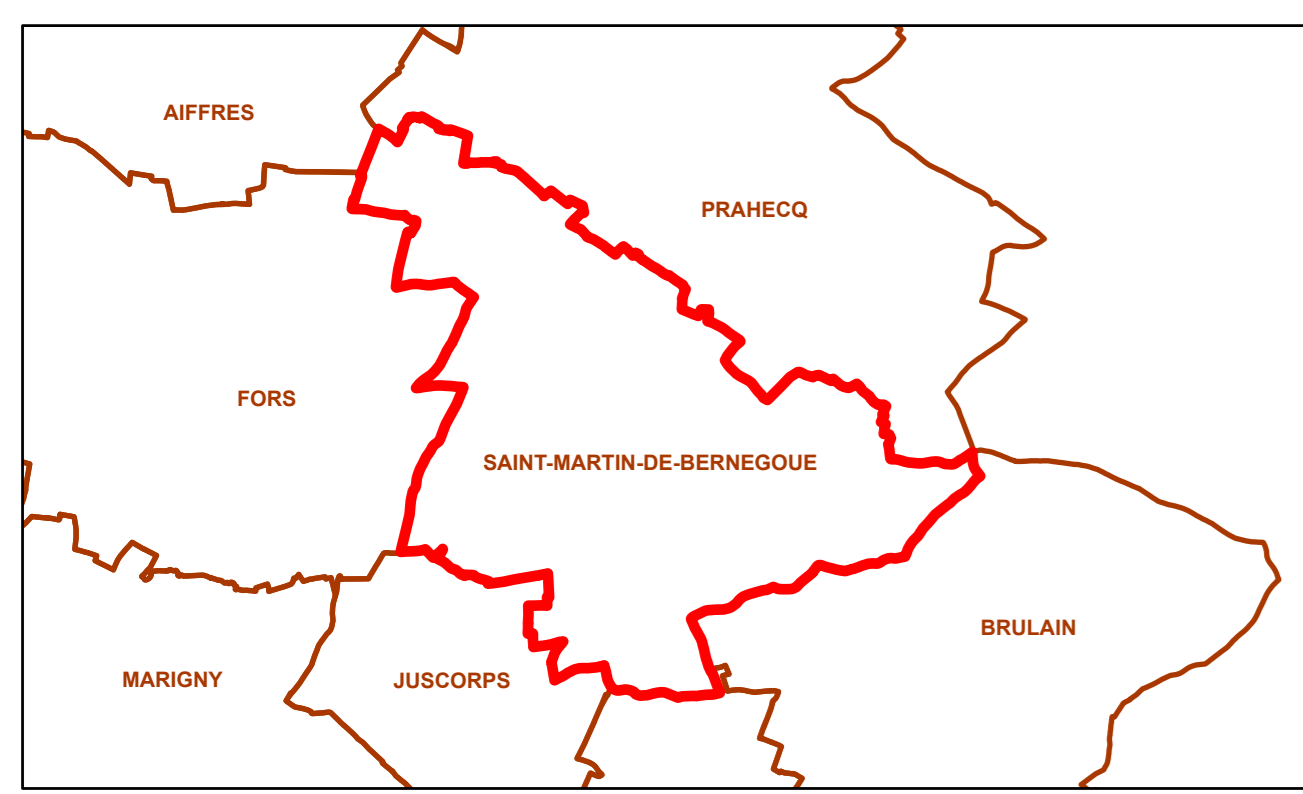 AIFFRES
PRAHECQ
FORS
SAINT-MARTIN-DE-BERNEGOUE
BRULAIN
MARIGNY
JUSCORPS